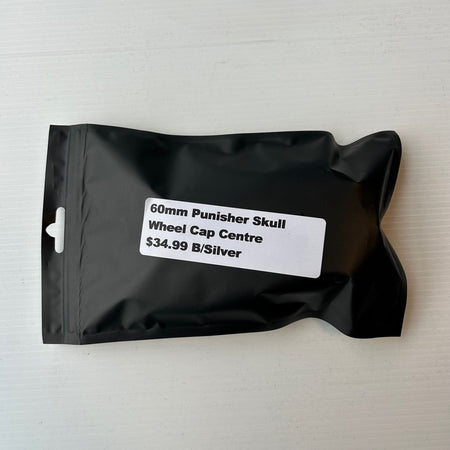 60mm Punisher Skull
Wheel Cap Centre
$34.99 B/Silver